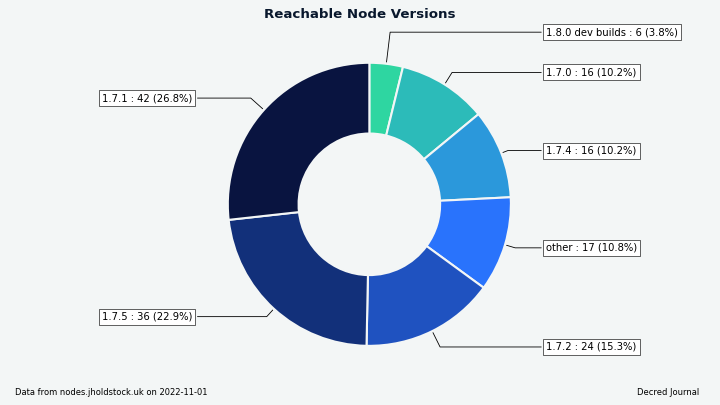 Reachable Node Versions
1.8.0 dev builds : 6 (3.8%)
1.7.0 : 16 (10.2%)
1.7.1 : 42 (26.8%)
1.7.4 : 16 (10.2%)
other : 17 (10.8%)
1.7.5 : 36 (22.9%)
1.7.2 : 24 (15.3%)
Data from nodes.jholdstock.uk on 2022-11-01
Decred Journal